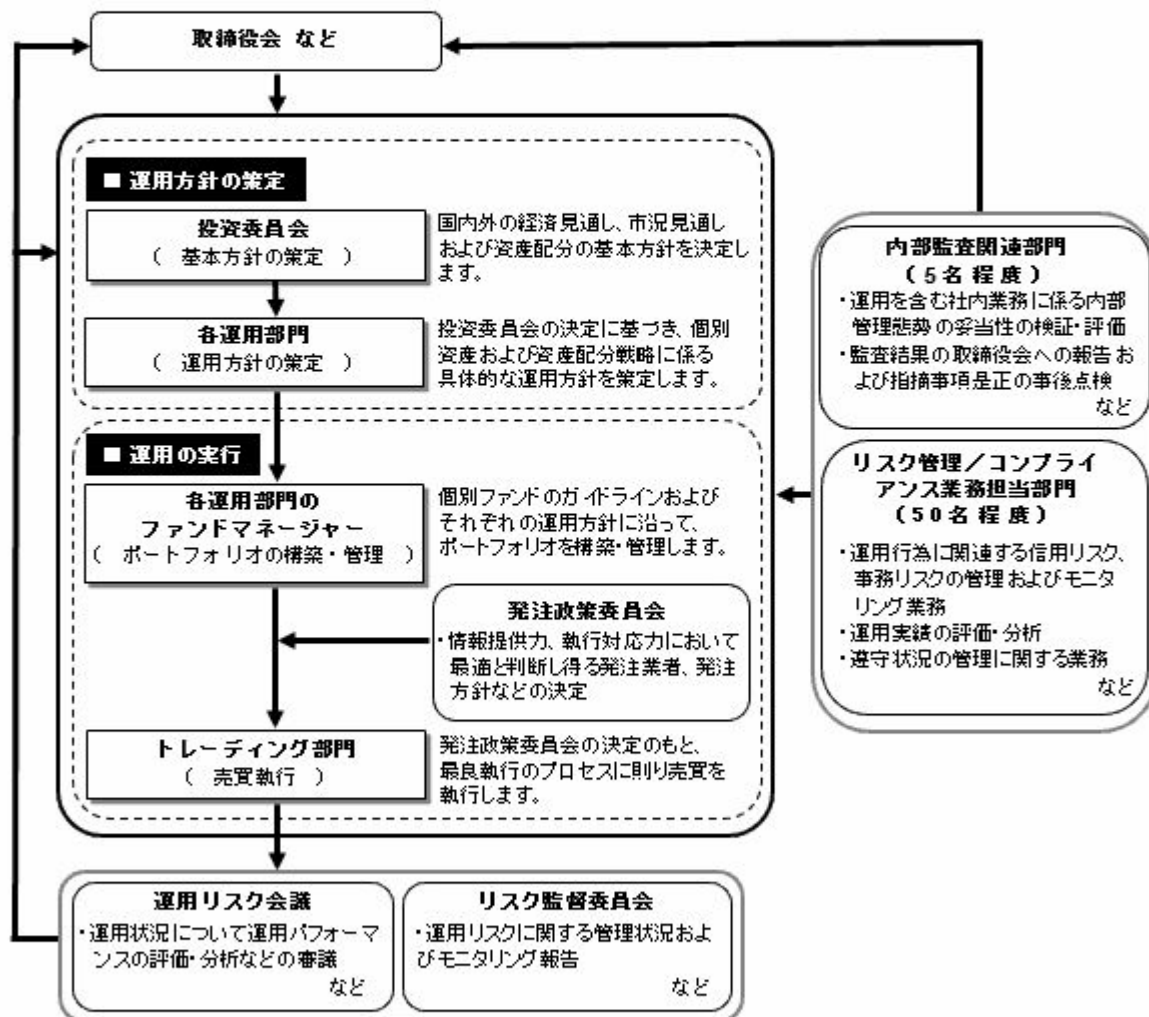 取締役会 など
■ 運用方針の策定
投資委員会
( 基本方針の策定 )
国内外の経済見通し、市況見通し
および資産配分の基本方針を決定し
ます。
各運用部門
( 運用方針の策定 )
投資委員会の決定に基づき、個別
資産および資産配分戦略に係る
具体的な運用方針を策定します。
■ 運用の実行
各運用部門の
ファンドマネージャー
( ポートフォリオの構築・管理 )
個別ファンドのガイドラインおよび
それぞれの運用方針に沿って、
ポートフォリオを構築・管理します。
発注政策委員会
・情報提供力、執行対応力において
最適と判断し得る発注業者、発注
方針などの決定
トレーディング部門
( 売買執行 )
発注政策委員会の決定のもと、
最良執行のプロセスに則り売買を
執行します。
運用リスク会議
・運用状況について運用パフォーマ
ンスの評価・分析などの審議
など
リスク監督委員会
・運用リスクに関する管理状況およ
びモニタリング報告
など
内部監査関連部門
(5名程度)
・運用を含む社内業務に係る内部
管理態勢の妥当性の検証・評価
・監査結果の取締役会への報告お
よび指摘事項是正の事後点検
など
リスク管理／コンプライ
アンス業務担当部門
(50名程度)
・運用行為に関連する信用リスク、
事務リスクの管理およびモニタ
リング業務
・運用実績の評価・分析
・遵守状況の管理に関する業務
など